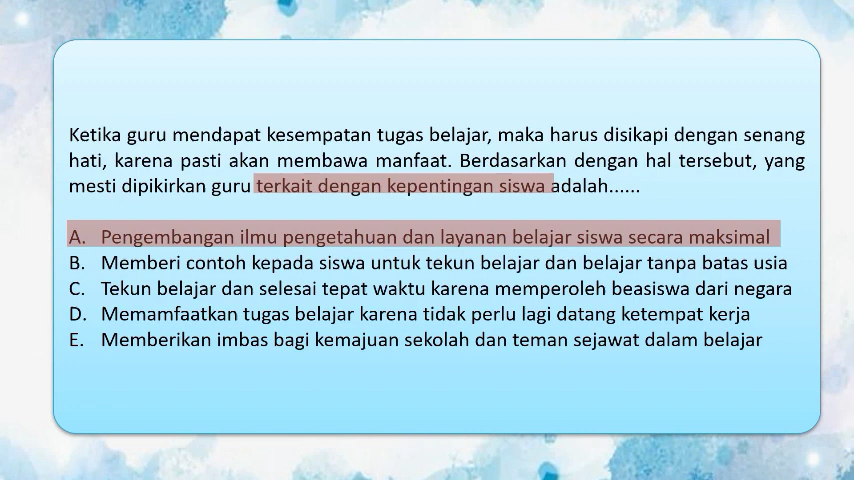 Ketika guru mendapat kesempatan tugas belajar, maka harus disikapi dengan senang
hati, karena pasti akan membawa manfaat. Berdasarkan dengan hal tersebut, yang
mesti dipikirkan guru terkait dengan kepentingan siswa adalah......
A. Pengembangan ilmu pengetahuan dan layanan belajar siswa secara maksimal
B. Memberi contoh kepada siswa untuk tekun belajar dan belajar tanpa batas usia
C. Tekun belajar dan selesai tepat waktu karena memperoleh beasiswa dari negara
D. Memamfaatkan tugas belajar karena tidak perlu lagi datang ketempat kerja
E. Memberikan imbas bagi kemajuan sekolah dan teman sejawat dalam belajar